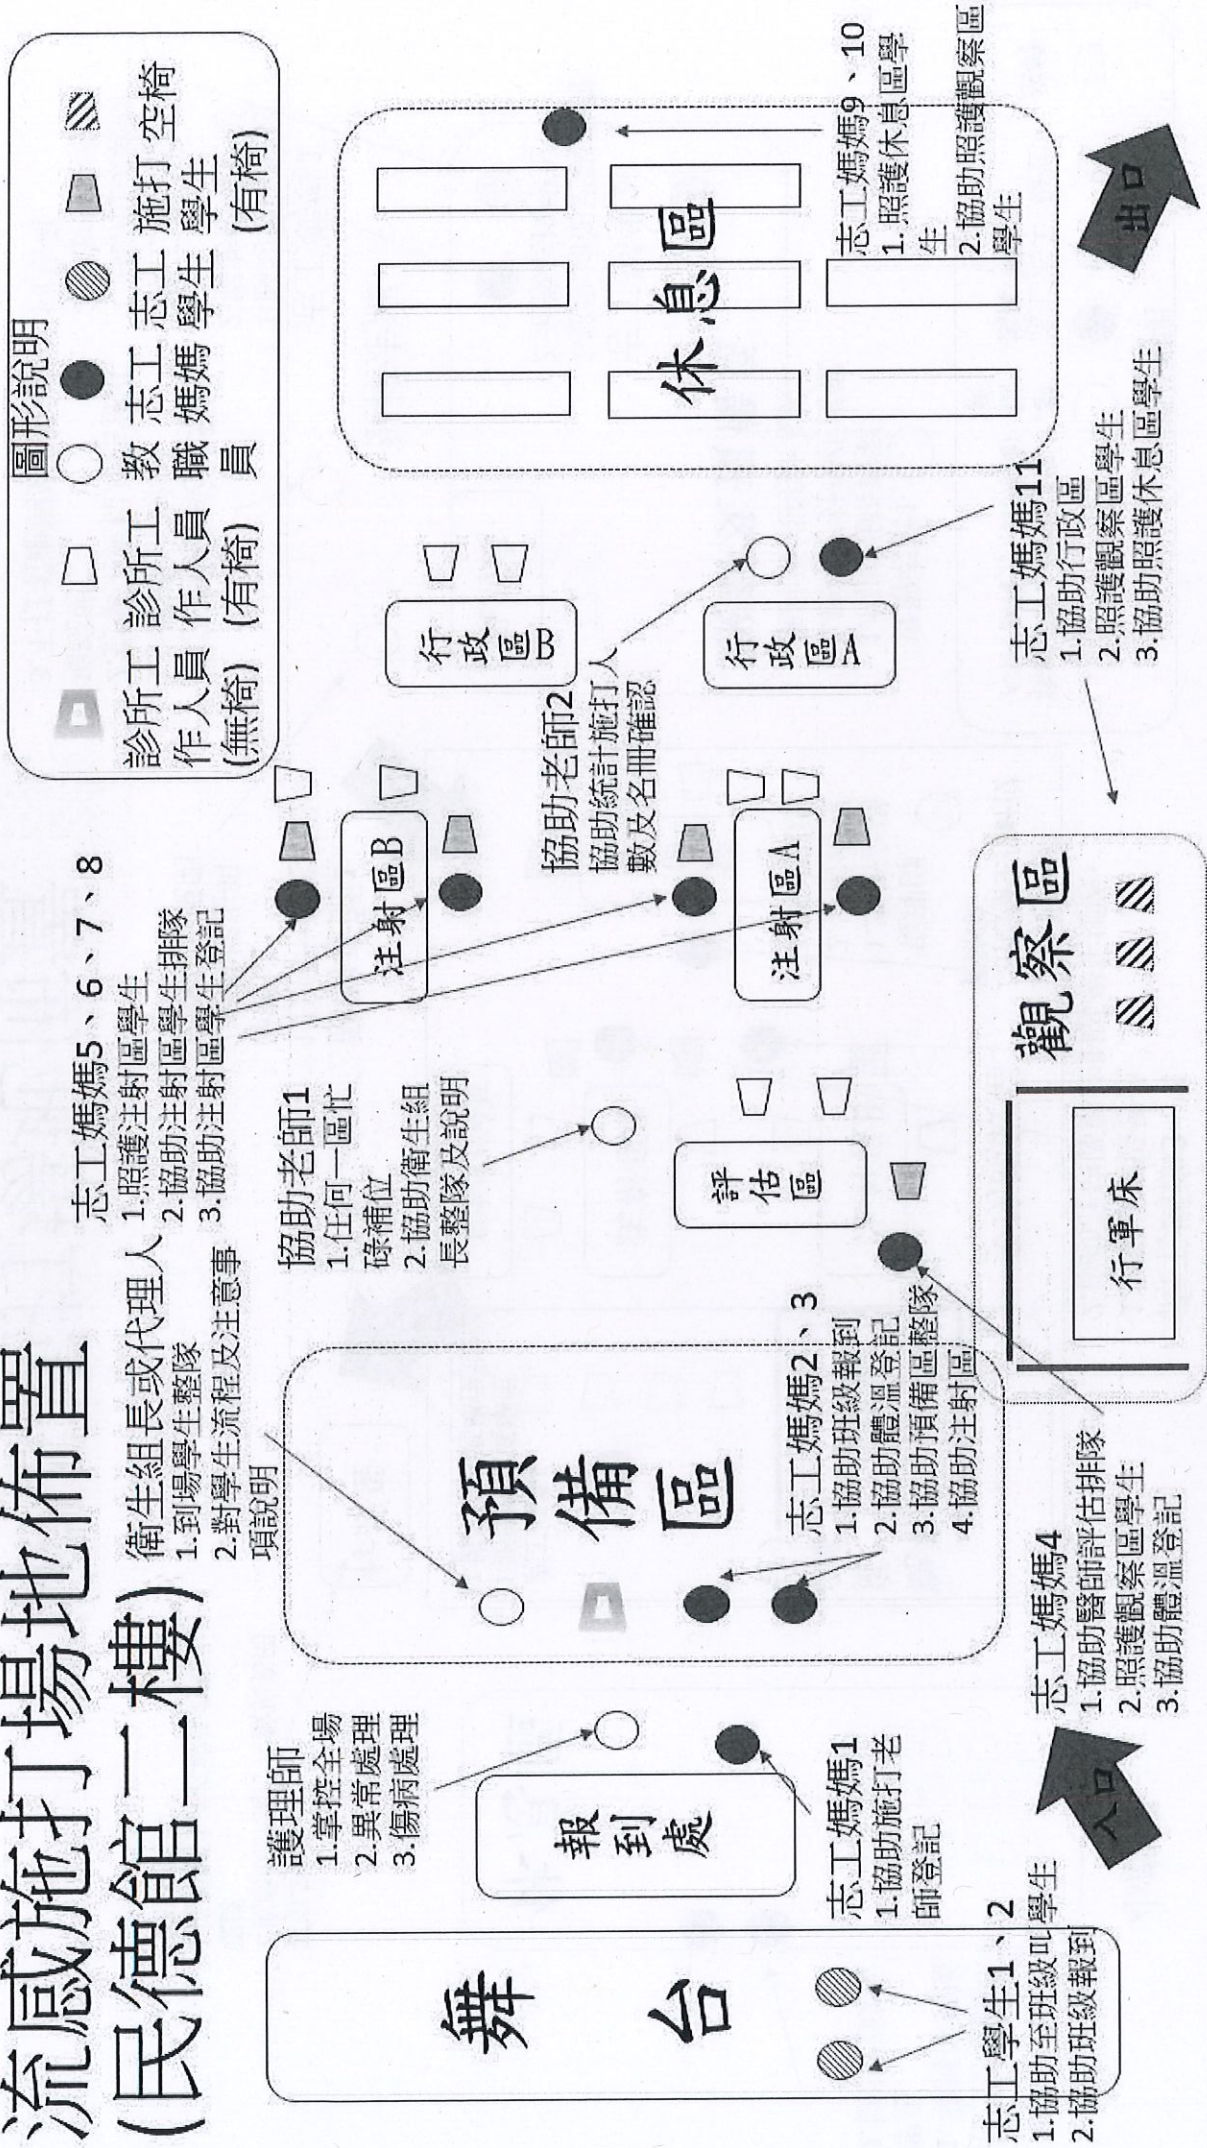 流感施打場地佈置
(民德館二樓)
圖形說明
診所工
作人員
(無椅)
診所工
作人員
(有椅)
教
職
員
志工
媽媽
志工
學生
施打
學生
(有椅)
空椅
衛生組長或代理人
1.到場學生整隊
2.對學生流程及注意事
項說明
志工媽媽5、6、7、8
1.照護注射區學生
2.協助注射區學生排隊
3.協助注射區學生登記
護理師
1.掌控全場
2.異常處理
3.傷病處理
協助老師1
1.任何一區忙
碌補位
2.協助衛生組
長整隊及說明
協助老師2
協助統計施打人
數及名冊確認
舞
台
報
到
處
預
備
區
評
估
區
注射區B
注射區A
行
政
區B
行
政
區A
休息區
志工媽媽1
1.協助施打老
師登記
志工媽媽2、3
1.協助班級報到
2.協助體溫登記
3.協助預備區整隊
4.協助注射區
志工媽媽9、10
1.照護休息區學
生
2.協助照護觀察區
學生
志工學生1、2
1.協助至班級叫學生
2.協助班級報到
入口
志工媽媽4
1.協助醫師評估排隊
2.照護觀察區學生
3.協助體溫登記
行軍床
觀察區
志工媽媽11
1.協助行政區
2.照護觀察區學生
3.協助照護休息區學生
出口